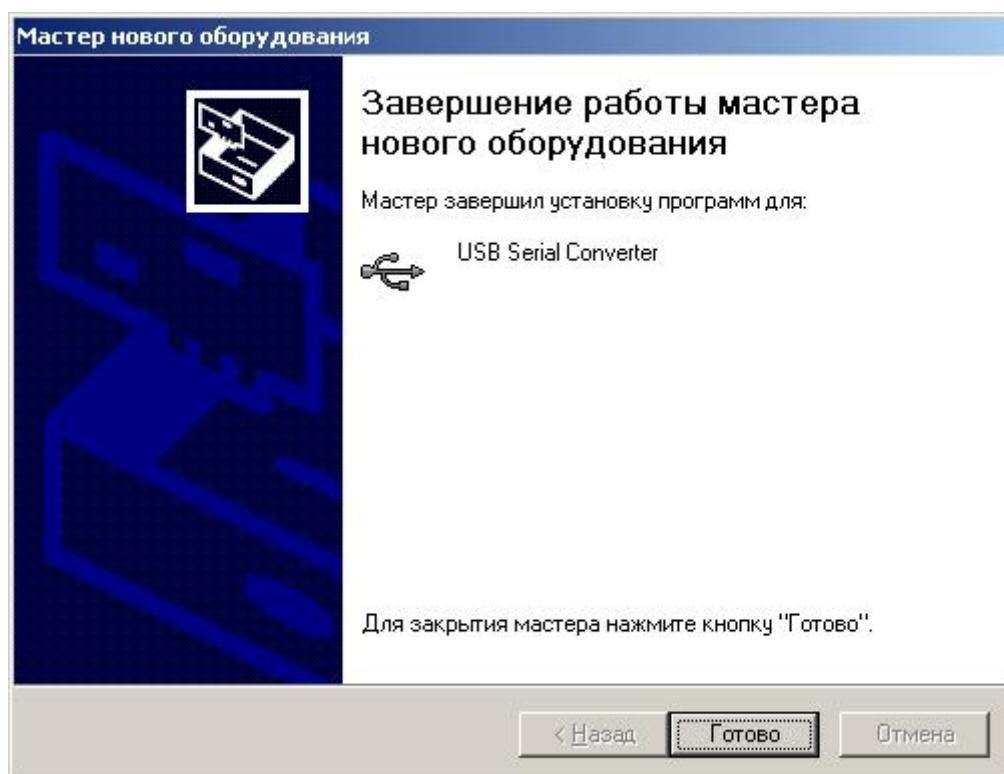 Мастер нового оборудования
Завершение работы мастера
нового оборудования
Мастер завершил установку программ для:
USB Serial Converter
Для закрытия мастера нажмите кнопку "Готово".
< Назад
Готово
Отмена